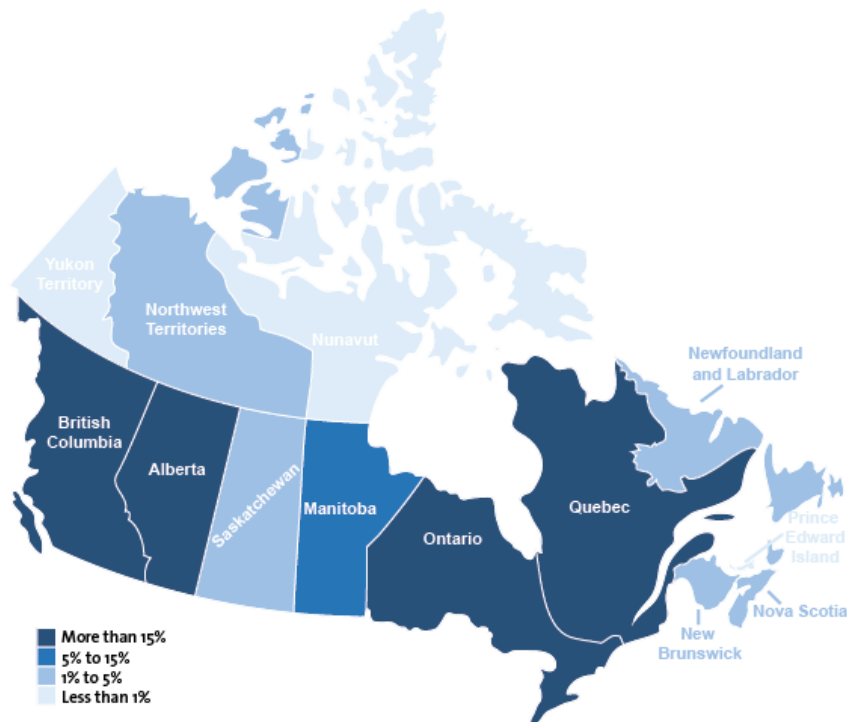 Yukon
Territory
Northwest
Territories
Nunavut
Newfoundland
and Labrador
British
Columbia
Alberta
Saskatchewan
Manitoba
Ontario
Quebec
Prince
Edward
Island
Nova Scotia
New
Brunswick
More than 15%
5% to 15%
1% to 5%
Less than 1%